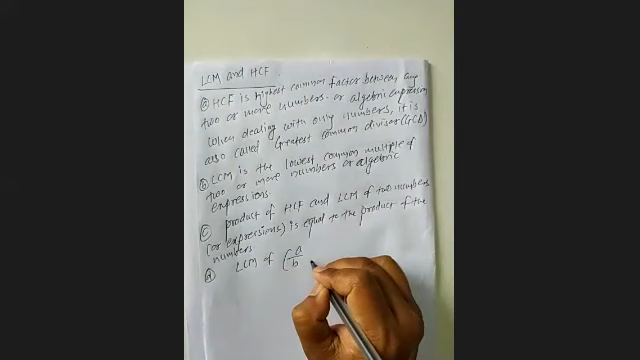 LCM and HCF.
(a) HCF is highest common factor between any
two or more numbers. or algebric expression
when dealing with only numbers, it is
also called Greatest common divisor (GCD)
(b) LCM is the lowest common multiple of
two or more numbers or algebric
expressions.
(c) product of HCF and LCM of two numbers
(or expressions) is equal to the product of the
numbers.
(d) LCM of (a/b